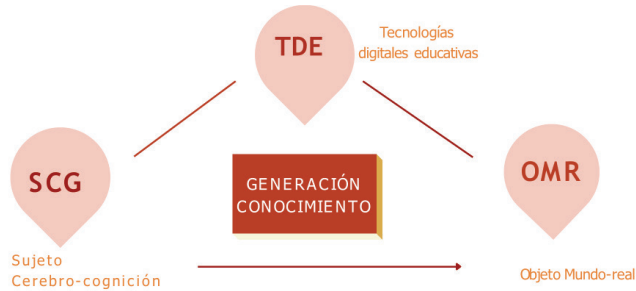 TDE
Tecnologías
digitales educativas
SCG
GENERACIÓN
CONOCIMIENTO
OMR
Sujeto
Cerebro-cognición
Objeto Mundo-real